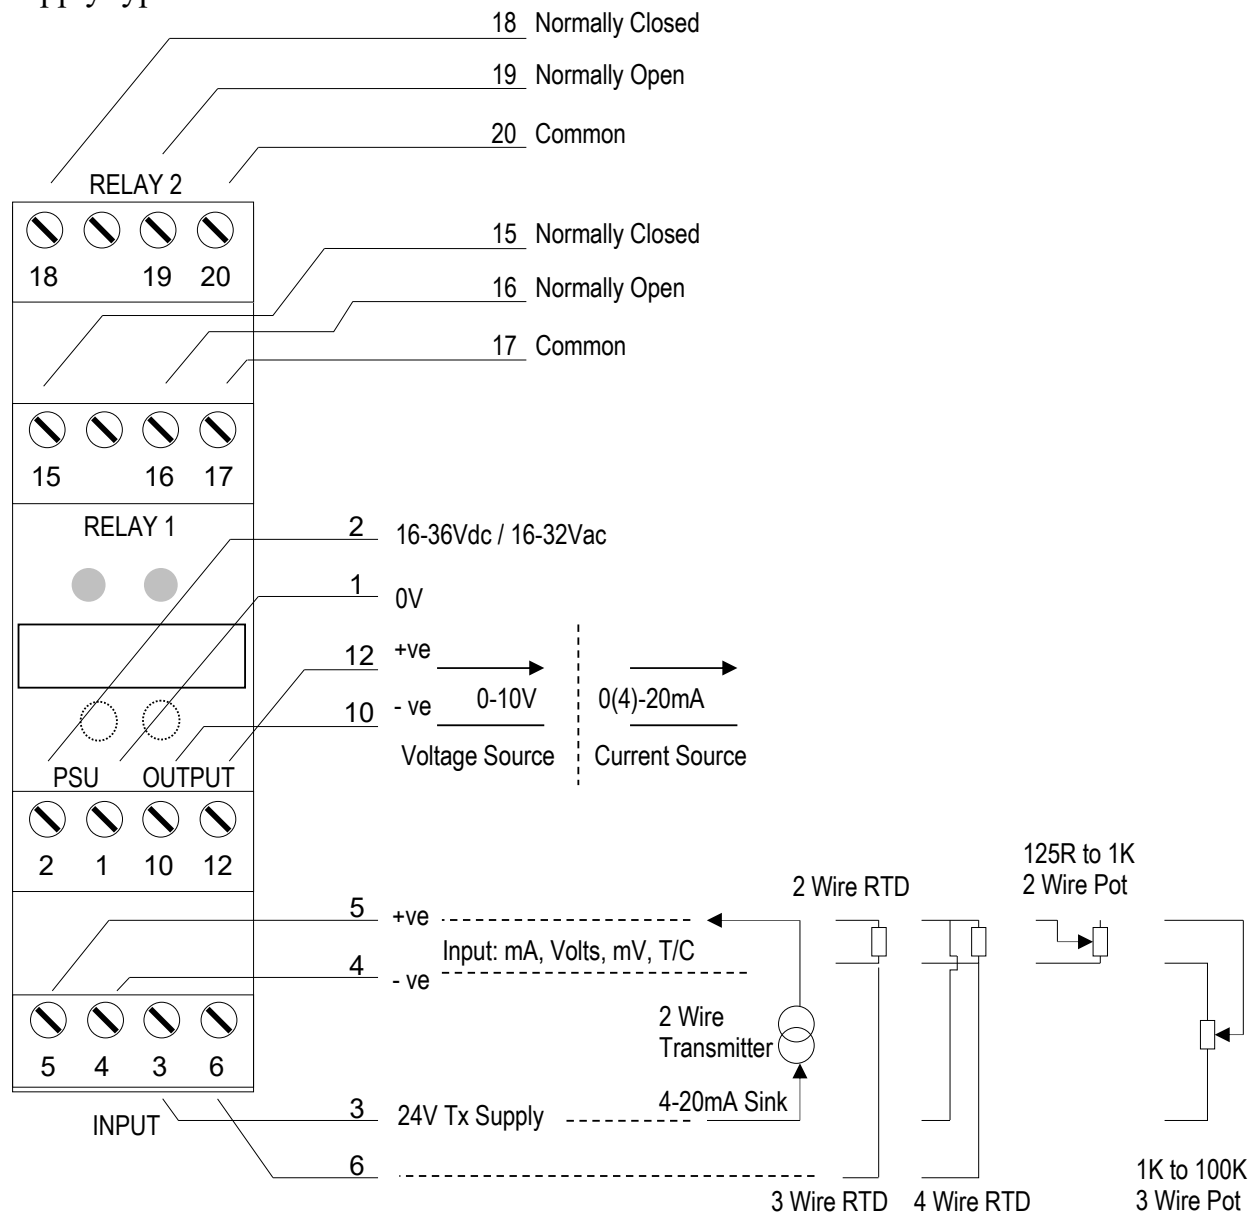 18 Normally Closed
19 Normally Open
20 Common
RELAY 2
18 19 20
15 Normally Closed
16 Normally Open
17 Common
15 16 17
RELAY 1
2 16-36Vdc / 16-32Vac
1 0V
12 +ve
10 - ve 0-10V 0(4)-20mA
Voltage Source Current Source
PSU OUTPUT
2 1 10 12
125R to 1K
2 Wire RTD 2 Wire Pot
5 +ve
Input: mA, Volts, mV, T/C
4 - ve
2 Wire
Transmitter
5 4 3 6
INPUT
3 24V Tx Supply 4-20mA Sink
6
1K to 100K
3 Wire RTD 4 Wire RTD 3 Wire Pot